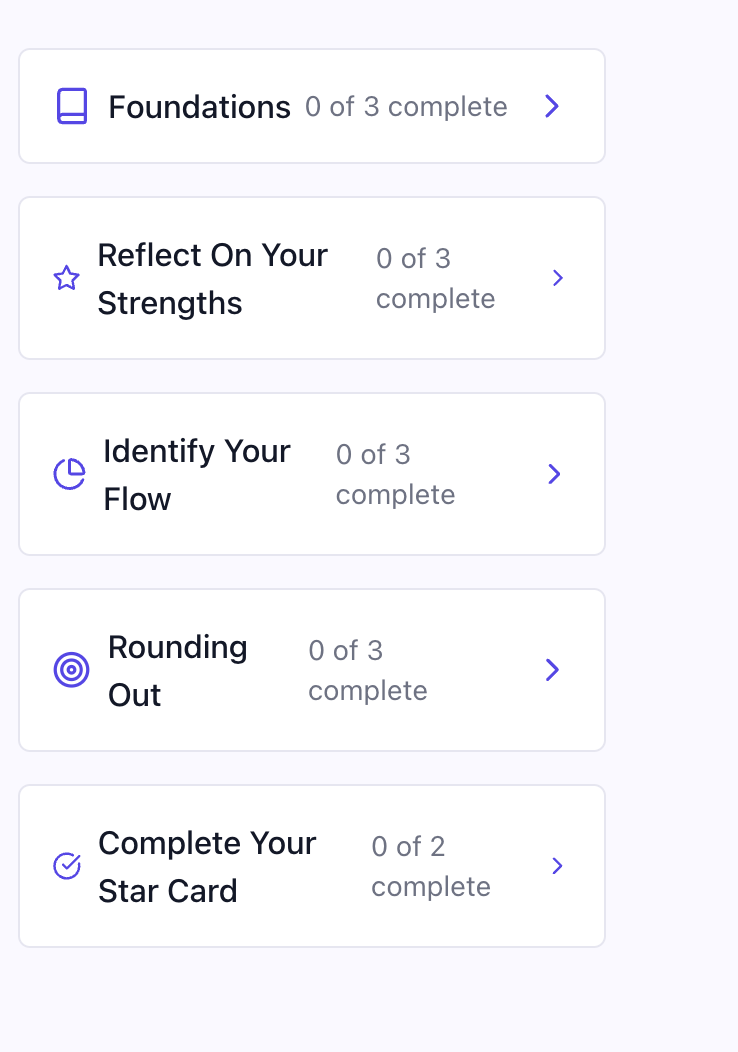 Foundations 0 of 3 complete
Reflect On Your
Strengths
0 of 3
complete
Identify Your
Flow
0 of 3
complete
Rounding
Out
0 of 3
complete
Complete Your
Star Card
0 of 2
complete